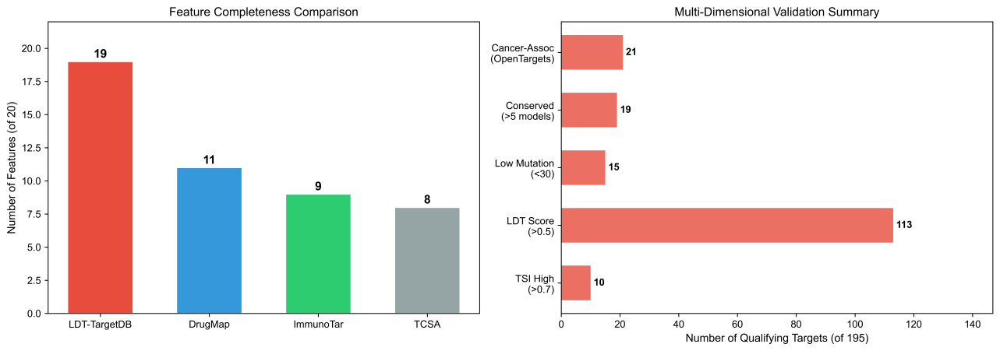 Feature Completeness Comparison
Number of Features (of 20)
20.0
17.5
15.0
12.5
10.0
7.5
5.0
2.5
0.0
19
11
9
8
LDT-TargetDB
DrugMap
ImmunoTar
TCSA
Multi-Dimensional Validation Summary
Cancer-Assoc
(OpenTargets)
21
Conserved
(>5 models)
19
Low Mutation
(<30)
15
LDT Score
(>0.5)
113
TSI High
(>0.7)
10
0 20 40 60 80 100 120 140
Number of Qualifying Targets (of 195)